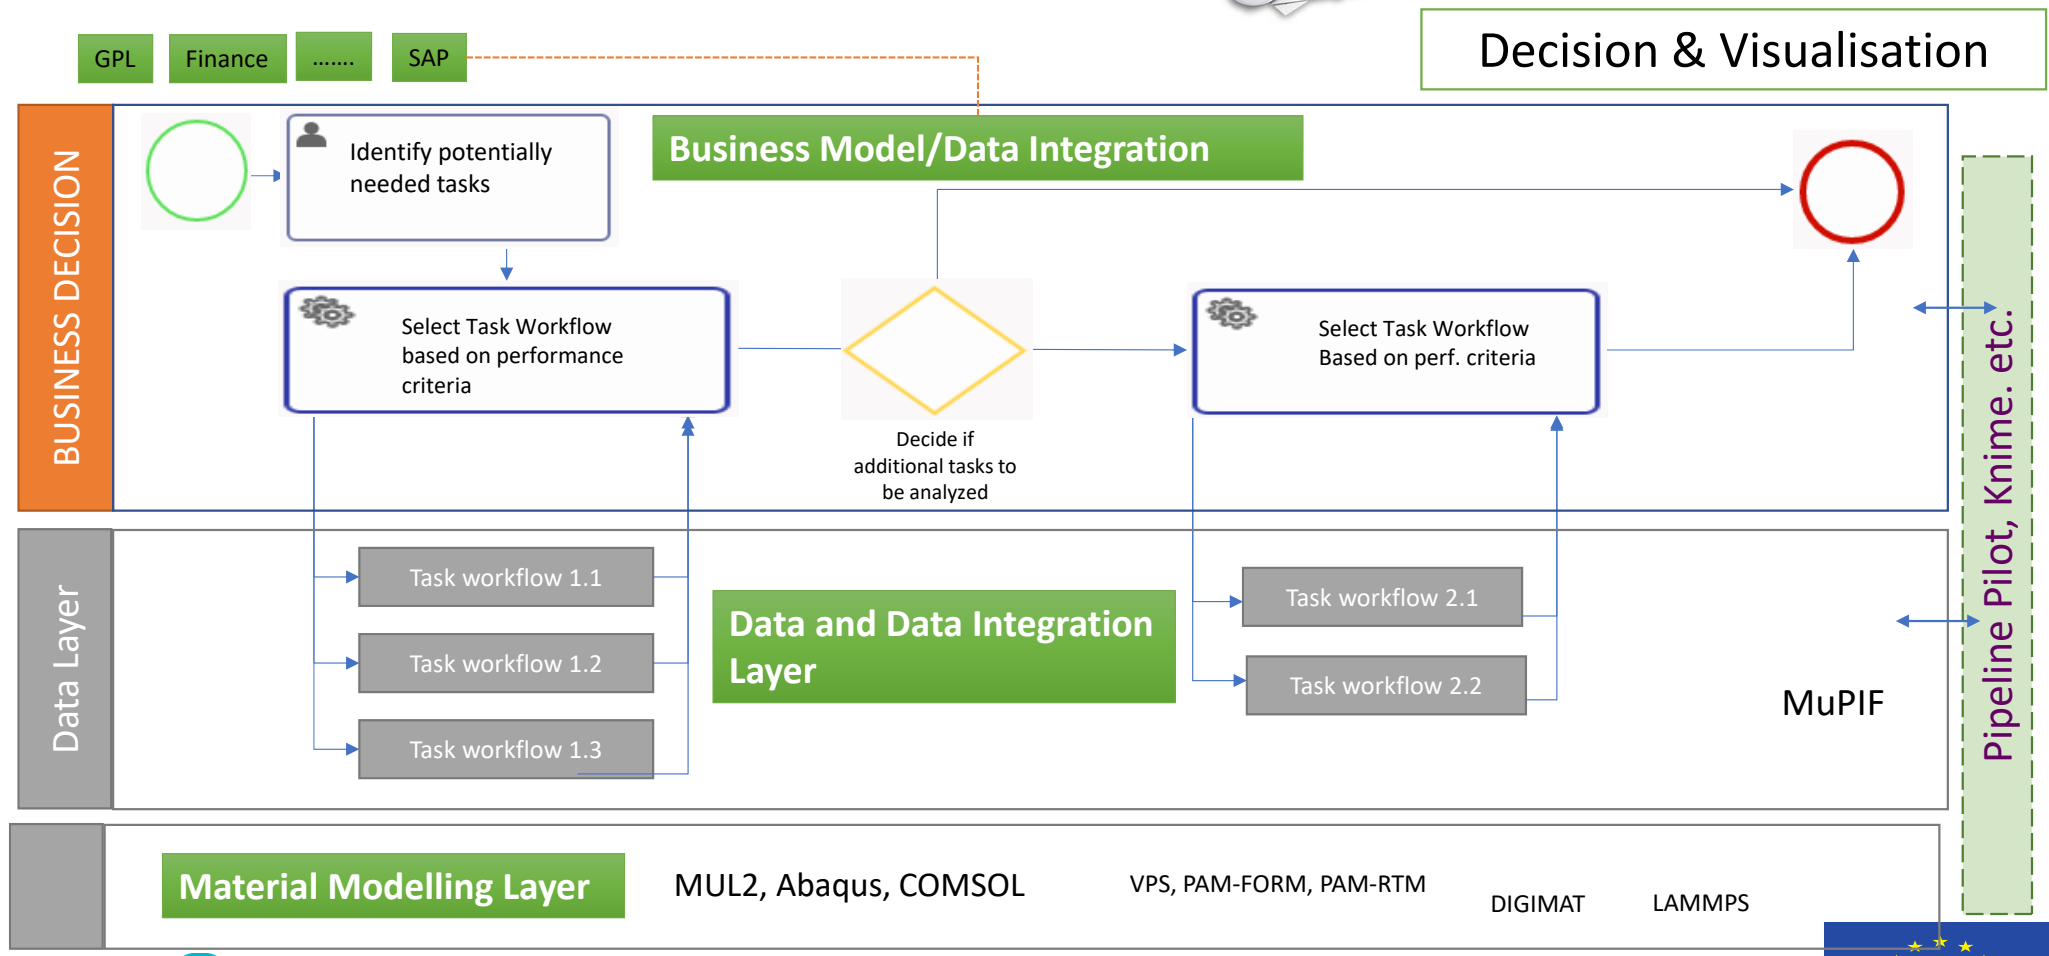 Decision & Visualisation
GPL
Finance
.......
SAP
BUSINESS DECISION
Identify potentially
needed tasks
Business Model/Data Integration
Select Task Workflow
based on performance
criteria
Decide if
additional tasks to
be analyzed
Select Task Workflow
Based on perf. criteria
Pipeline Pilot, Knime. etc.
Data Layer
Task workflow 1.1
Task workflow 1.2
Task workflow 1.3
Data and Data Integration
Layer
Task workflow 2.1
Task workflow 2.2
MuPIF
Material Modelling Layer
MUL2, Abaqus, COMSOL
VPS, PAM-FORM, PAM-RTM
DIGIMAT
LAMMPS